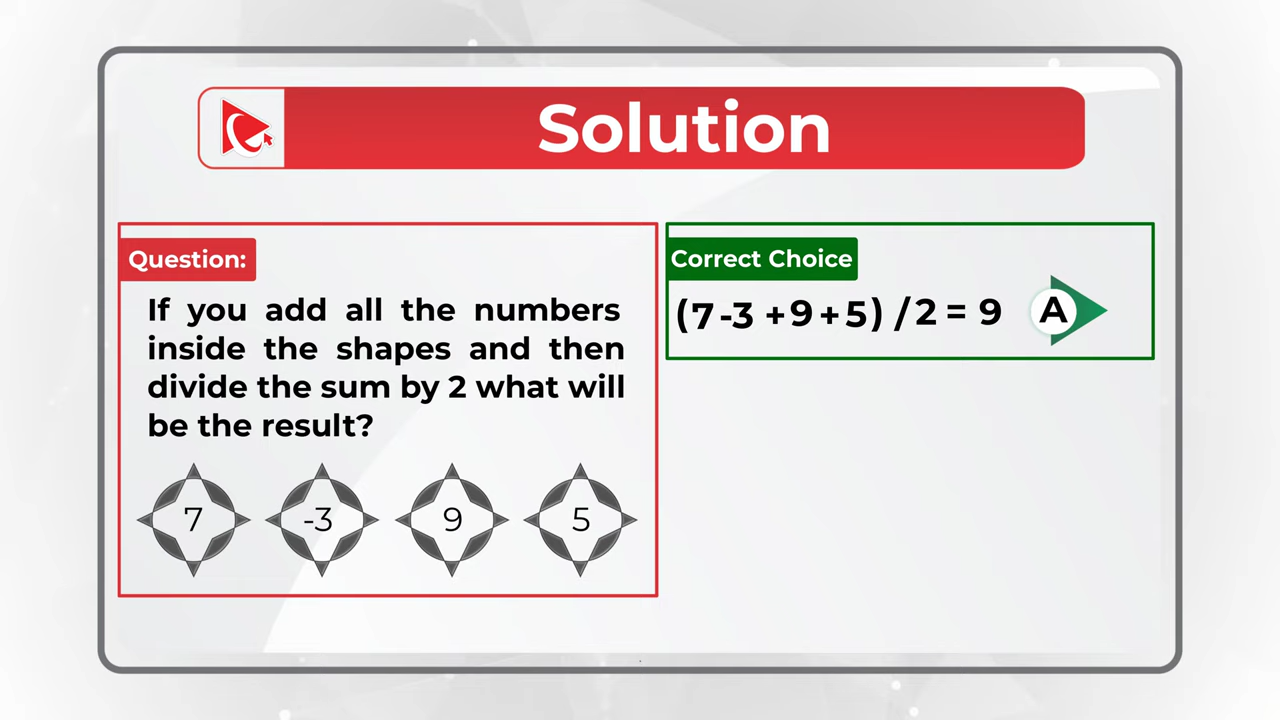 Solution
Question:
If you add all the numbers
inside the shapes and then
divide the sum by 2 what will
be the result?
7 -3 9 5
Correct Choice
(7-3 +9+5) /2 = 9 A